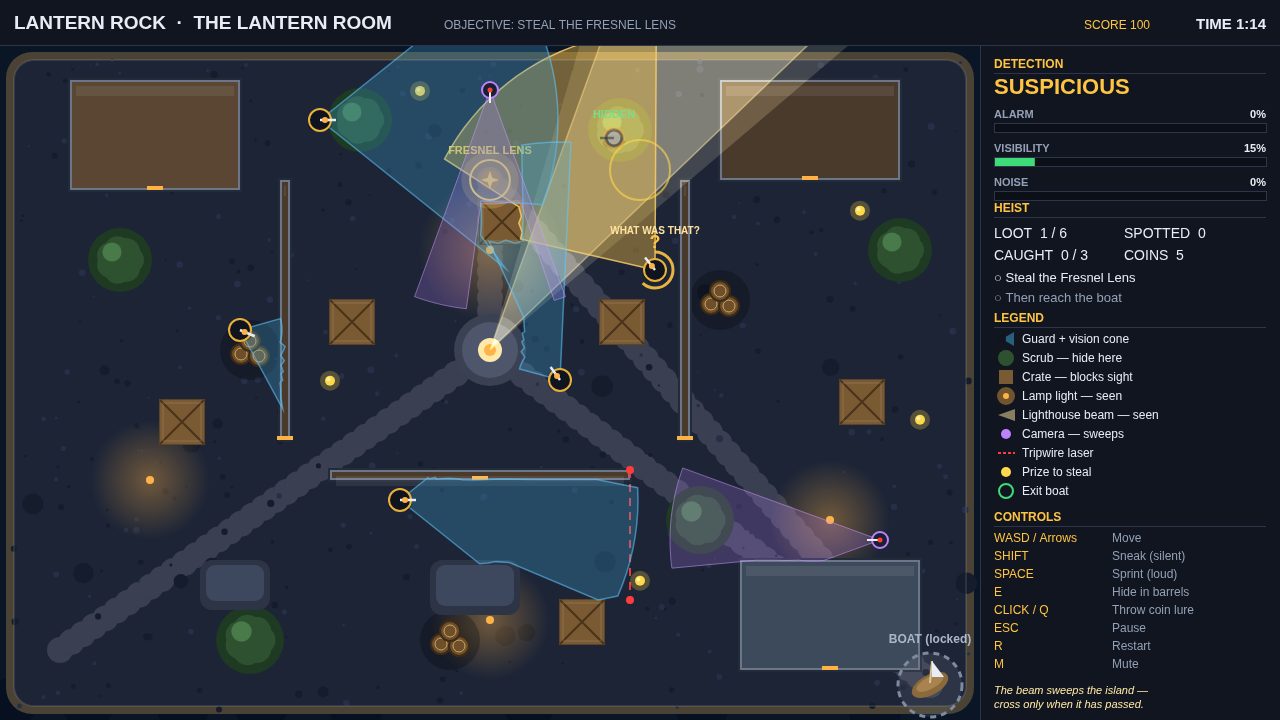 LANTERN ROCK · THE LANTERN ROOM
OBJECTIVE: STEAL THE FRESNEL LENS
SCORE 100
TIME 1:14
HIDDEN
FRESNEL LENS
WHAT WAS THAT?
?
BOAT (locked)
DETECTION
SUSPICIOUS
ALARM 0%
VISIBILITY 15%
NOISE 0%
HEIST
LOOT 1 / 6 SPOTTED 0
CAUGHT 0 / 3 COINS 5
○ Steal the Fresnel Lens
○ Then reach the boat
LEGEND
Guard + vision cone
Scrub — hide here
Crate — blocks sight
Lamp light — seen
Lighthouse beam — seen
Camera — sweeps
Tripwire laser
Prize to steal
Exit boat
CONTROLS
WASD / Arrows Move
SHIFT Sneak (silent)
SPACE Sprint (loud)
E Hide in barrels
CLICK / Q Throw coin lure
ESC Pause
R Restart
M Mute
The beam sweeps the island —
cross only when it has passed.